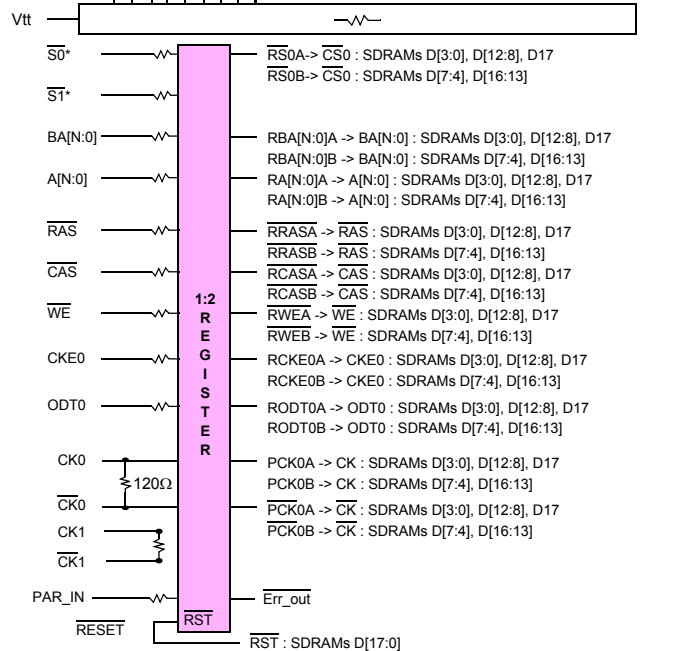 Vtt
S0*
RS0A-> CS0 : SDRAMs D[3:0], D[12:8], D17
RS0B-> CS0 : SDRAMs D[7:4], D[16:13]
S1*
BA[N:0]
RBA[N:0]A -> BA[N:0] : SDRAMs D[3:0], D[12:8], D17
RBA[N:0]B -> BA[N:0] : SDRAMs D[7:4], D[16:13]
A[N:0]
RA[N:0]A -> A[N:0] : SDRAMs D[3:0], D[12:8], D17
RA[N:0]B -> A[N:0] : SDRAMs D[7:4], D[16:13]
RAS
RRASA -> RAS : SDRAMs D[3:0], D[12:8], D17
RRASB -> RAS : SDRAMs D[7:4], D[16:13]
CAS
RCASA -> CAS : SDRAMs D[3:0], D[12:8], D17
RCASB -> CAS : SDRAMs D[7:4], D[16:13]
1:2
REGISTER
WE
RWEA -> WE : SDRAMs D[3:0], D[12:8], D17
RWEB -> WE : SDRAMs D[7:4], D[16:13]
CKE0
RCKE0A -> CKE0 : SDRAMs D[3:0], D[12:8], D17
RCKE0B -> CKE0 : SDRAMs D[7:4], D[16:13]
ODT0
RODT0A -> ODT0 : SDRAMs D[3:0], D[12:8], D17
RODT0B -> ODT0 : SDRAMs D[7:4], D[16:13]
CK0
PCK0A -> CK : SDRAMs D[3:0], D[12:8], D17
120Ω
PCK0B -> CK : SDRAMs D[7:4], D[16:13]
CK0
PCK0A -> CK : SDRAMs D[3:0], D[12:8], D17
CK1
PCK0B -> CK : SDRAMs D[7:4], D[16:13]
CK1
PAR_IN
Err_out
RST
RESET
RST : SDRAMs D[17:0]